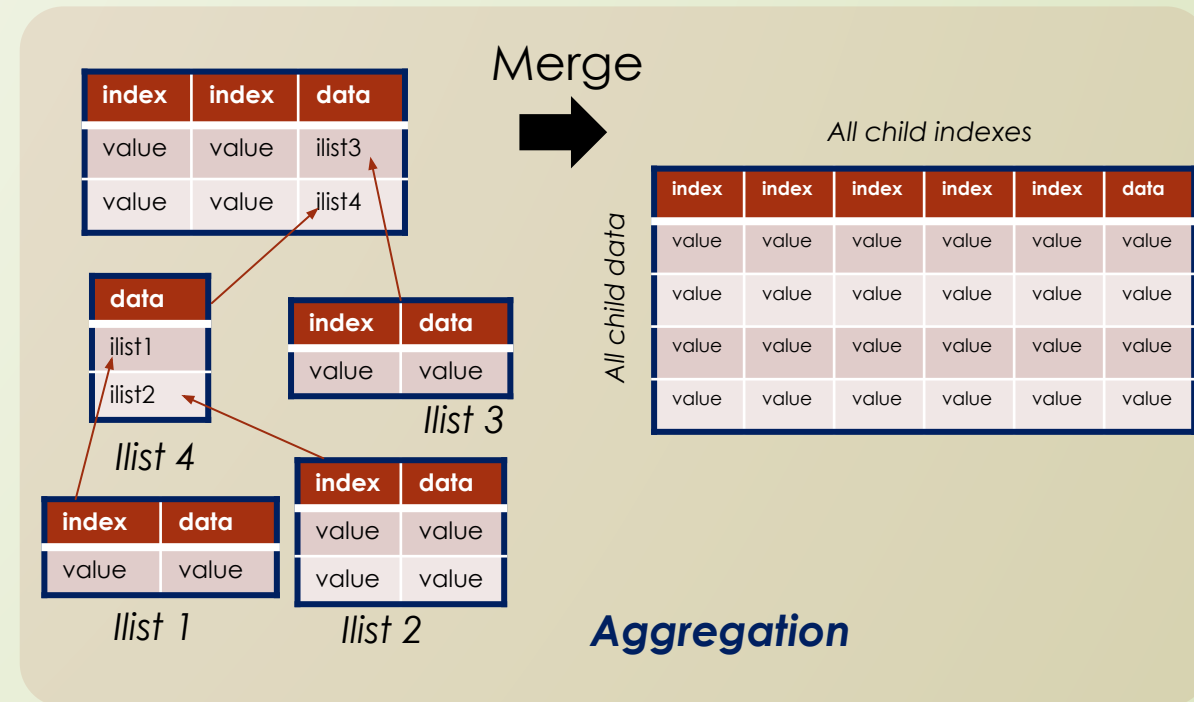 Merge
index index data
value value ilist3
value value ilist4
data
ilist1
ilist2
Ilist 4
index data
value value
Ilist 3
index data
value value
Ilist 1
index data
value value
value value
Ilist 2
All child indexes
All child data
index index index index index data
value value value value value value
value value value value value value
value value value value value value
value value value value value value
Aggregation